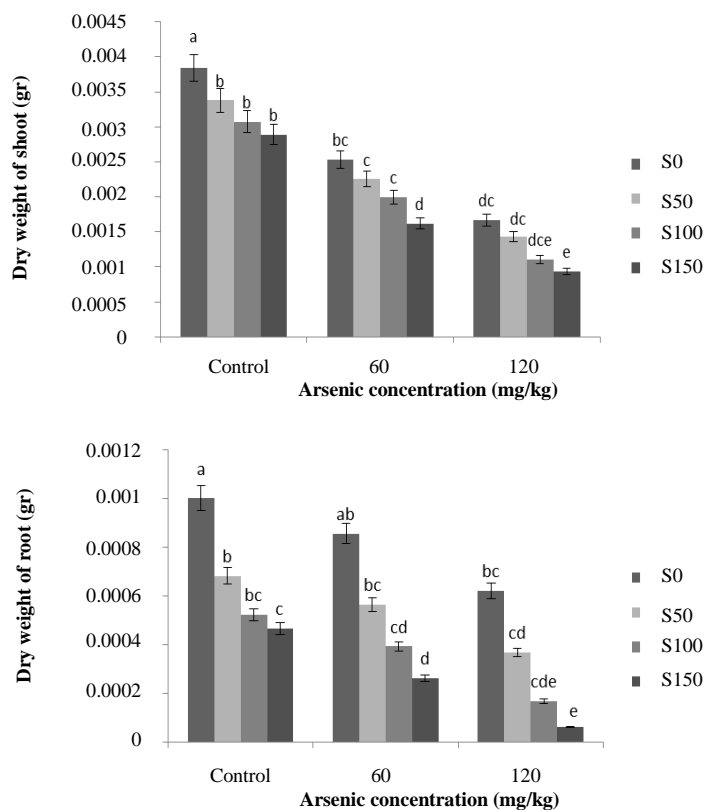 Dry weight of shoot (gr)
0.0045
0.004
0.0035
0.003
0.0025
0.002
0.0015
0.001
0.0005
0
a
b
b
b
bc
c
c
d
dc
dc
dce
e
S0
S50
S100
S150
Control
60
120
Arsenic concentration (mg/kg)
Dry weight of root (gr)
0.0012
0.001
0.0008
0.0006
0.0004
0.0002
0
a
b
bc
c
ab
bc
cd
d
bc
cd
cde
e
S0
S50
S100
S150
Control
60
120
Arsenic concentration (mg/kg)